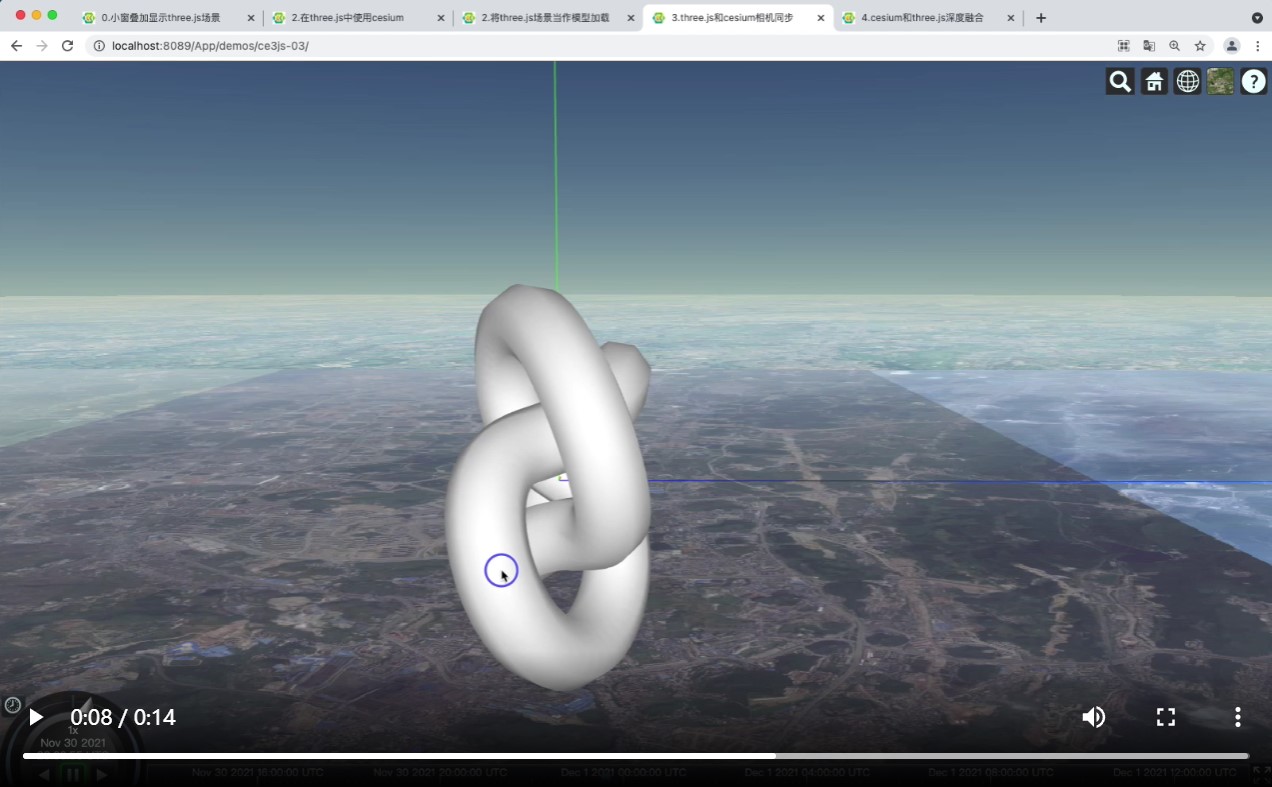 0.小窗叠加显示three.js场景
2.在three.js中使用cesium
2.将three.js场景当作模型加载
3.three.js和cesium相机同步
4.cesium和three.js深度融合
localhost:8089/App/demos/ce3js-03/
?
0:08 / 0:14
1x
Nov 30 2021
Nov 30 2021 16:00:00 UTC
Nov 30 2021 20:00:00 UTC
Dec 1 2021 00:00:00 UTC
Dec 1 2021 04:00:00 UTC
Dec 1 2021 08:00:00 UTC
Dec 1 2021 12:00:00 UTC